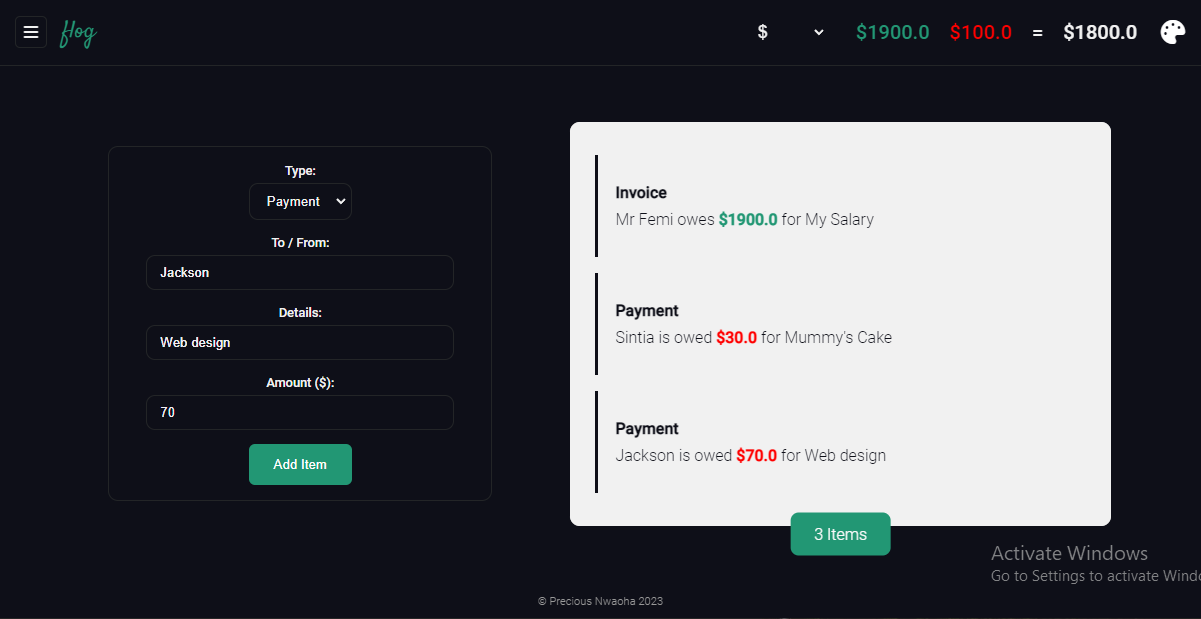 flog
$ $1900.0 $100.0 = $1800.0
Type:
Payment
To / From:
Jackson
Details:
Web design
Amount ($):
70
Add Item
Invoice
Mr Femi owes $1900.0 for My Salary
Payment
Sintia is owed $30.0 for Mummy's Cake
Payment
Jackson is owed $70.0 for Web design
3 Items
Activate Windows
Go to Settings to activate Windo
© Precious Nwaoha 2023